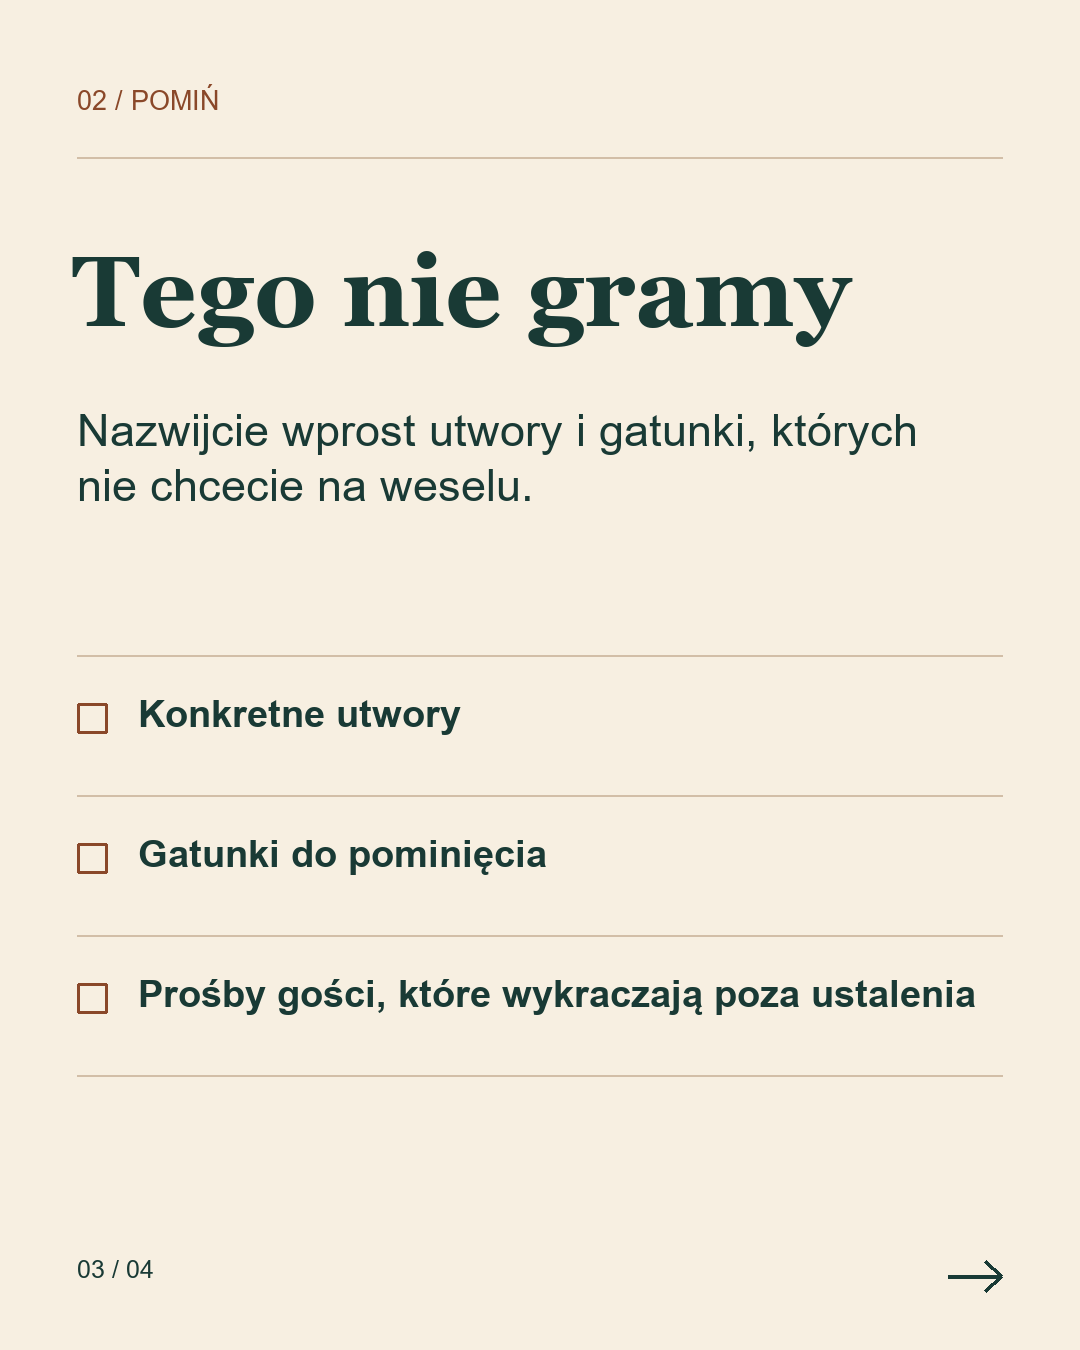 02 / POMIŃ
Tego nie gramy
Nazwijcie wprost utwory i gatunki, których
nie chcecie na weselu.
Konkretne utwory
Gatunki do pominięcia
Prośby gości, które wykraczają poza ustalenia
03 / 04